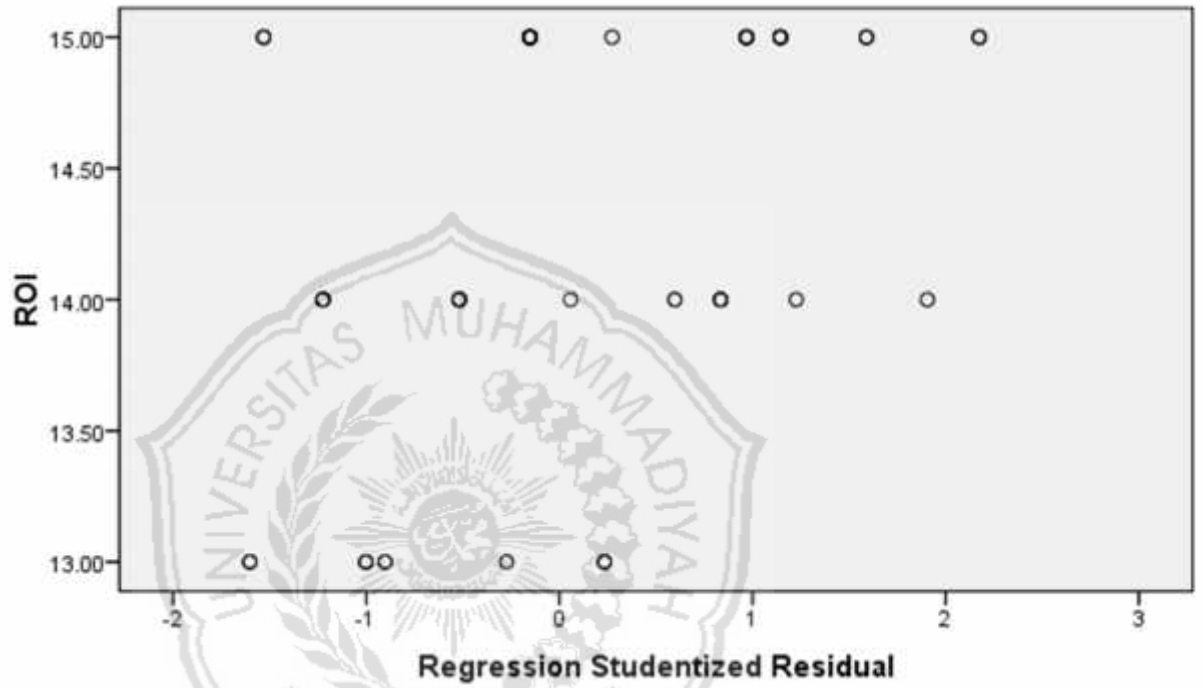 15.00
14.50
14.00
13.50
13.00
ROI
UNIVERSITAS MUHAMMADIYAH
-2 -1 0 1 2 3
Regression Studentized Residual